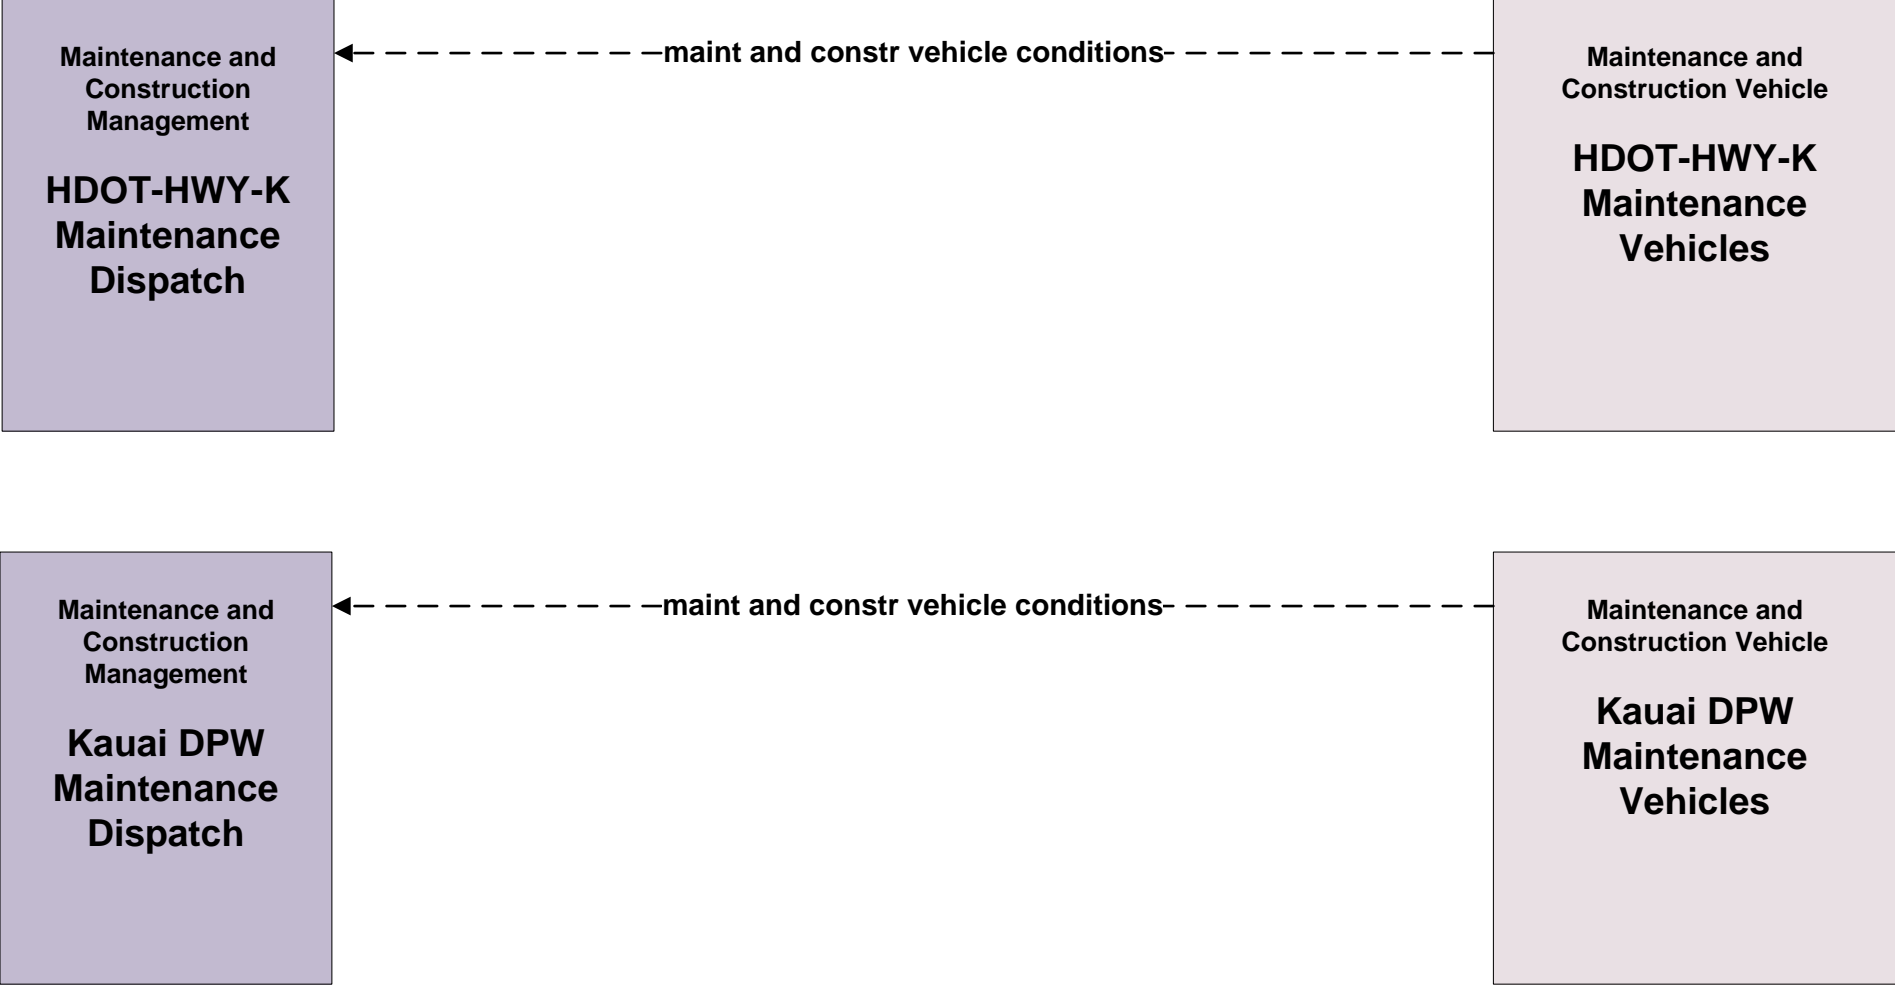 Maintenance and
Construction
Management
HDOT-HWY-K
Maintenance
Dispatch
maint and constr vehicle conditions
Maintenance and
Construction Vehicle
HDOT-HWY-K
Maintenance
Vehicles
Maintenance and
Construction
Management
Kauai DPW
Maintenance
Dispatch
maint and constr vehicle conditions
Maintenance and
Construction Vehicle
Kauai DPW
Maintenance
Vehicles